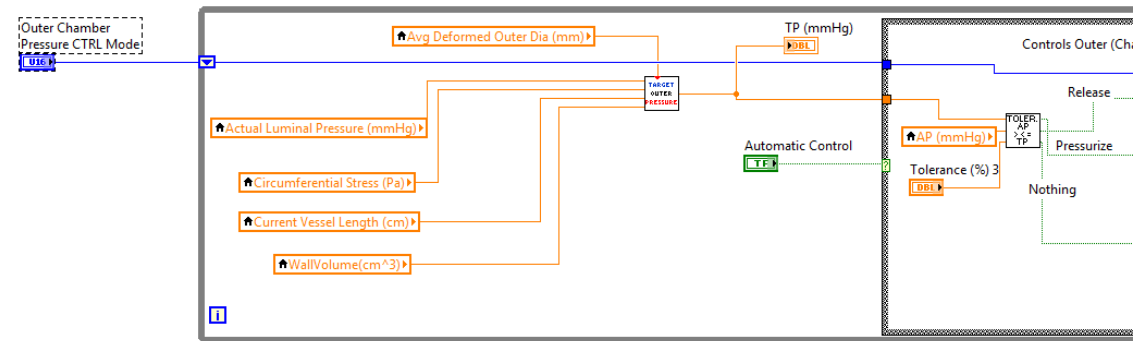 Outer Chamber
Pressure CTRL Mode
U16
Avg Deformed Outer Dia (mm)
TP (mmHg)
DBL
Controls Outer (Cha
TARGET
OUTER
PRESSURE
Release
Actual Luminal Pressure (mmHg)
TOLER.
AP
><=
TP
AP (mmHg)
Automatic Control
TF
?
Pressurize
Tolerance (%) 3
DBL
Circumferential Stress (Pa)
Nothing
Current Vessel Length (cm)
WallVolume(cm^3)
i